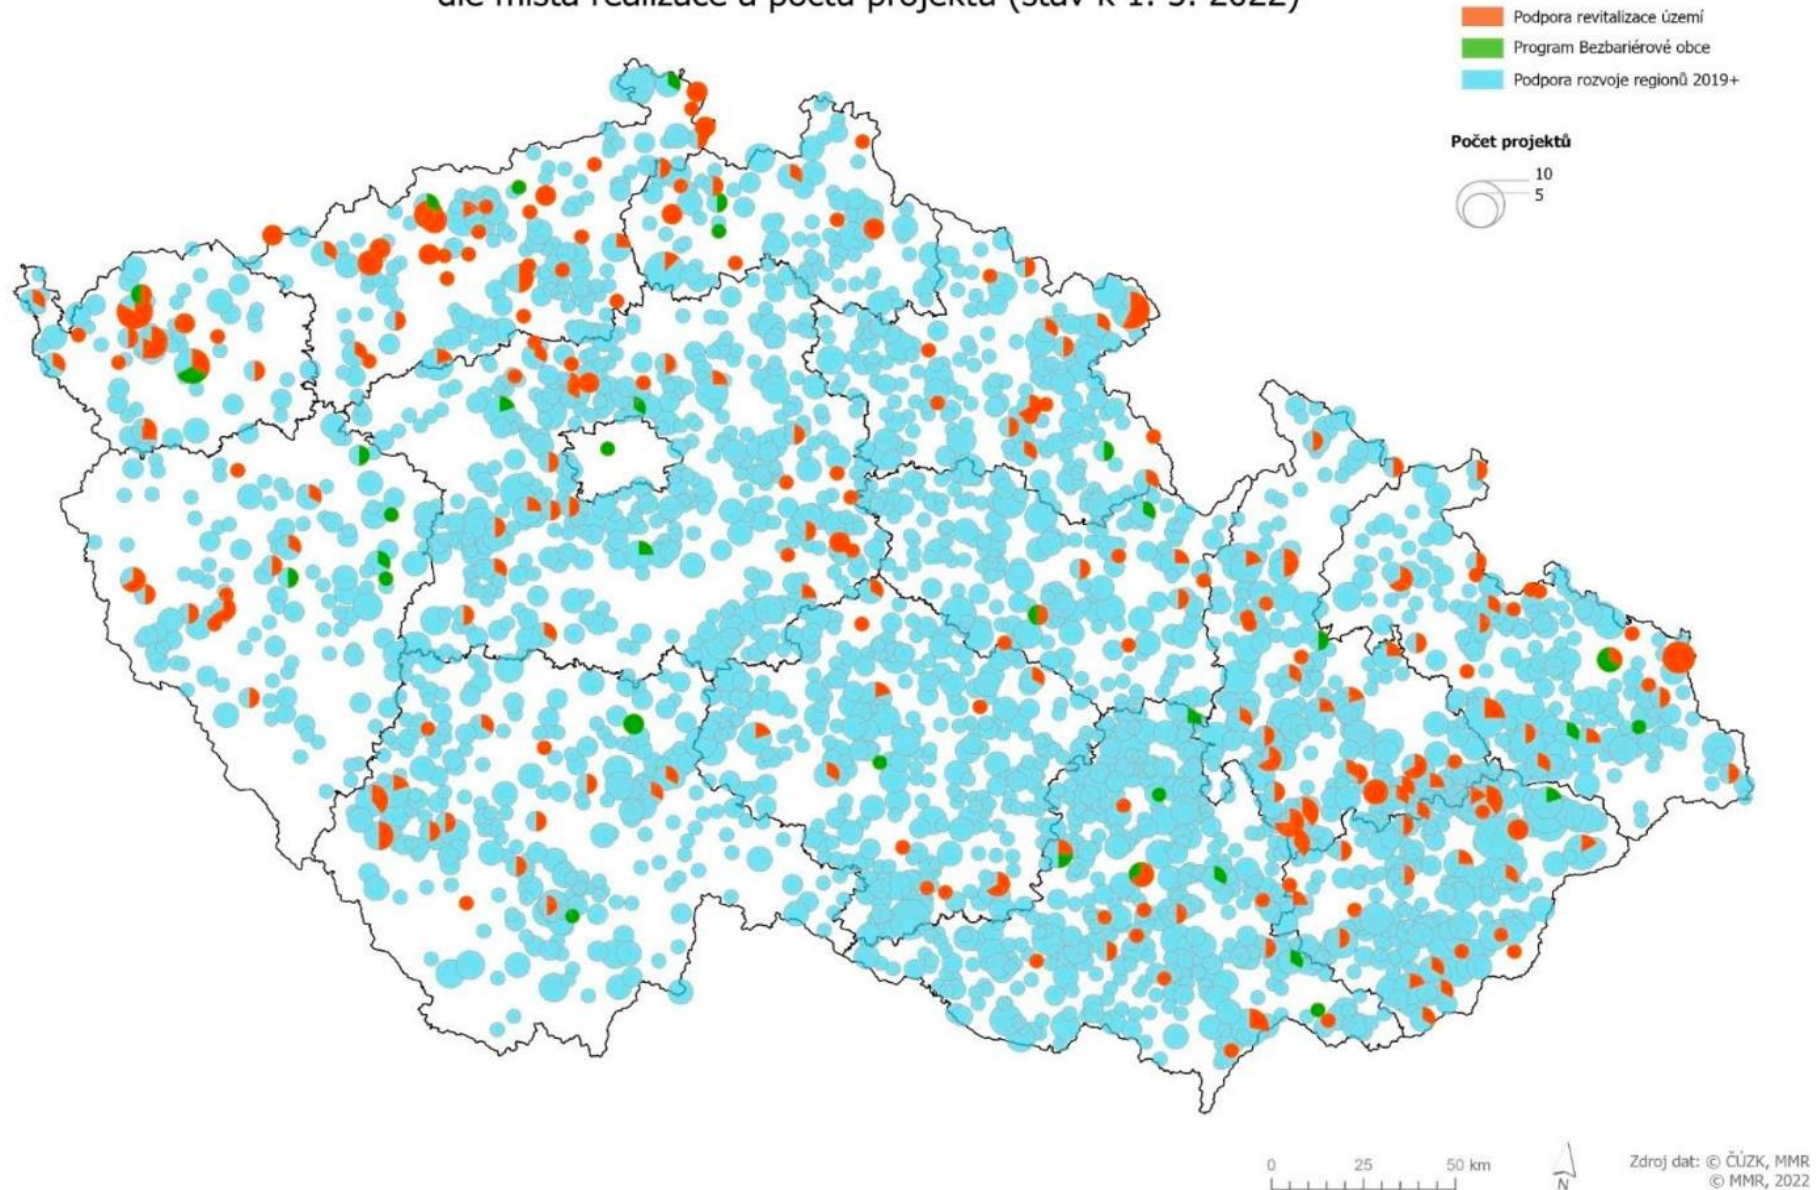 dle místa realizace a počtu projektů (stav k 1. 5. 2022)
Podpora revitalizace území
Program Bezbariérové obce
Podpora rozvoje regionů 2019+
Počet projektů
10
5
0 25 50 km
N
Zdroj dat: © ČÚZK, MMR
© MMR, 2022